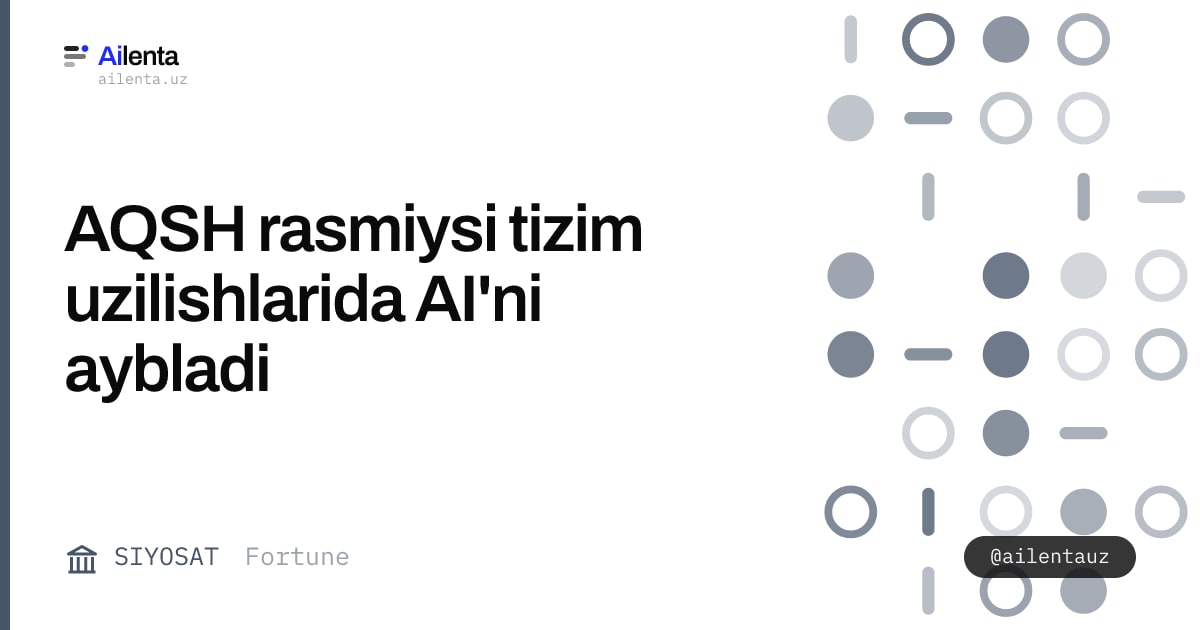 Ailenta
ailenta.uz
AQSH rasmiysi tizim
uzilishlarida AI'ni
aybladi
SIYOSAT Fortune
@ailentauz